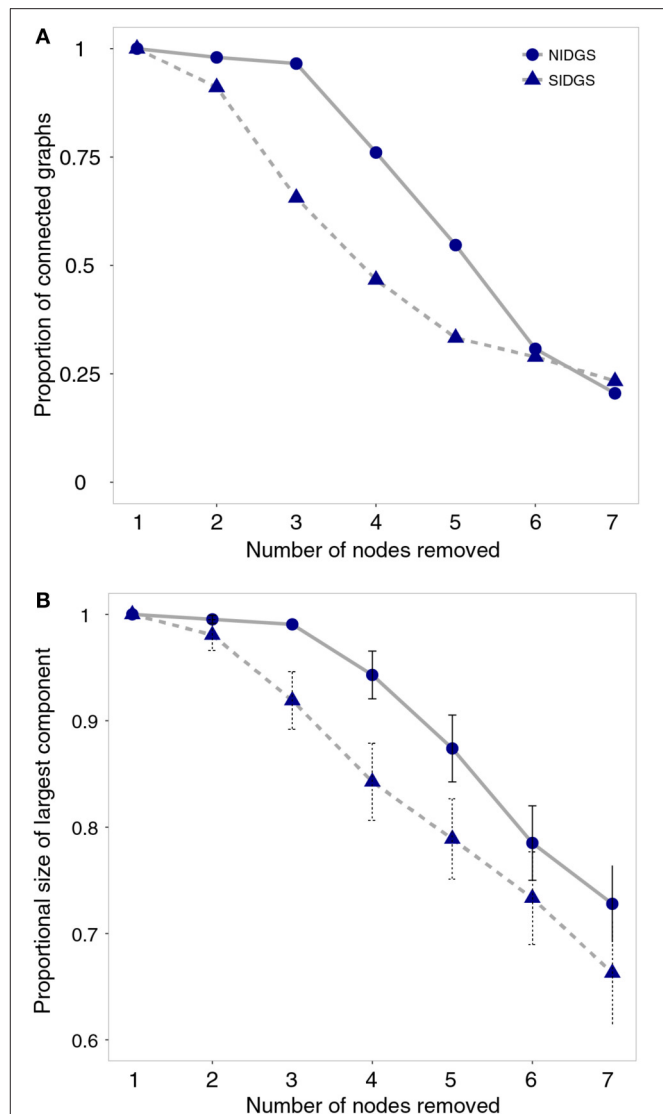 A
NIDGS
SIDGS
Proportion of connected graphs
1
0.75
0.5
0.25
0
1 2 3 4 5 6 7
Number of nodes removed
B
Proportional size of largest component
1
0.9
0.8
0.7
0.6
1 2 3 4 5 6 7
Number of nodes removed